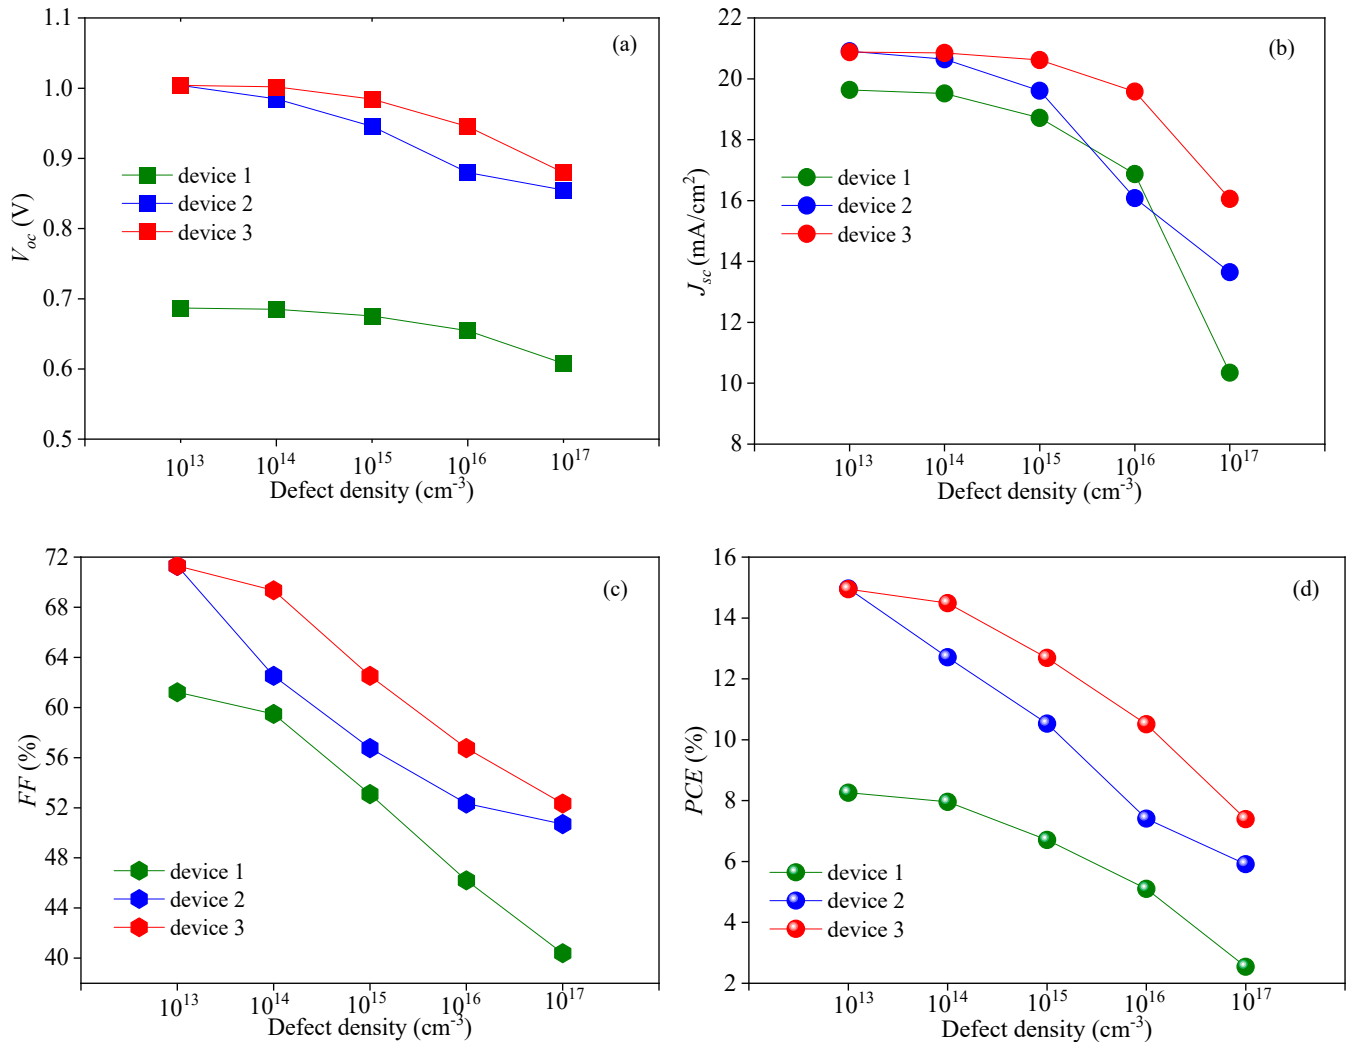 (a)
1.1
1.0
0.9
0.8
0.7
0.6
0.5
V_oc (V)
device 1
device 2
device 3
10^13 10^14 10^15 10^16 10^17
Defect density (cm^-3)
(b)
22
20
18
16
14
12
10
8
J_sc (mA/cm^2)
device 1
device 2
device 3
10^13 10^14 10^15 10^16 10^17
Defect density (cm^-3)
(c)
72
68
64
60
56
52
48
44
40
FF (%)
device 1
device 2
device 3
10^13 10^14 10^15 10^16 10^17
Defect density (cm^-3)
(d)
16
14
12
10
8
6
4
2
PCE (%)
device 1
device 2
device 3
10^13 10^14 10^15 10^16 10^17
Defect density (cm^-3)